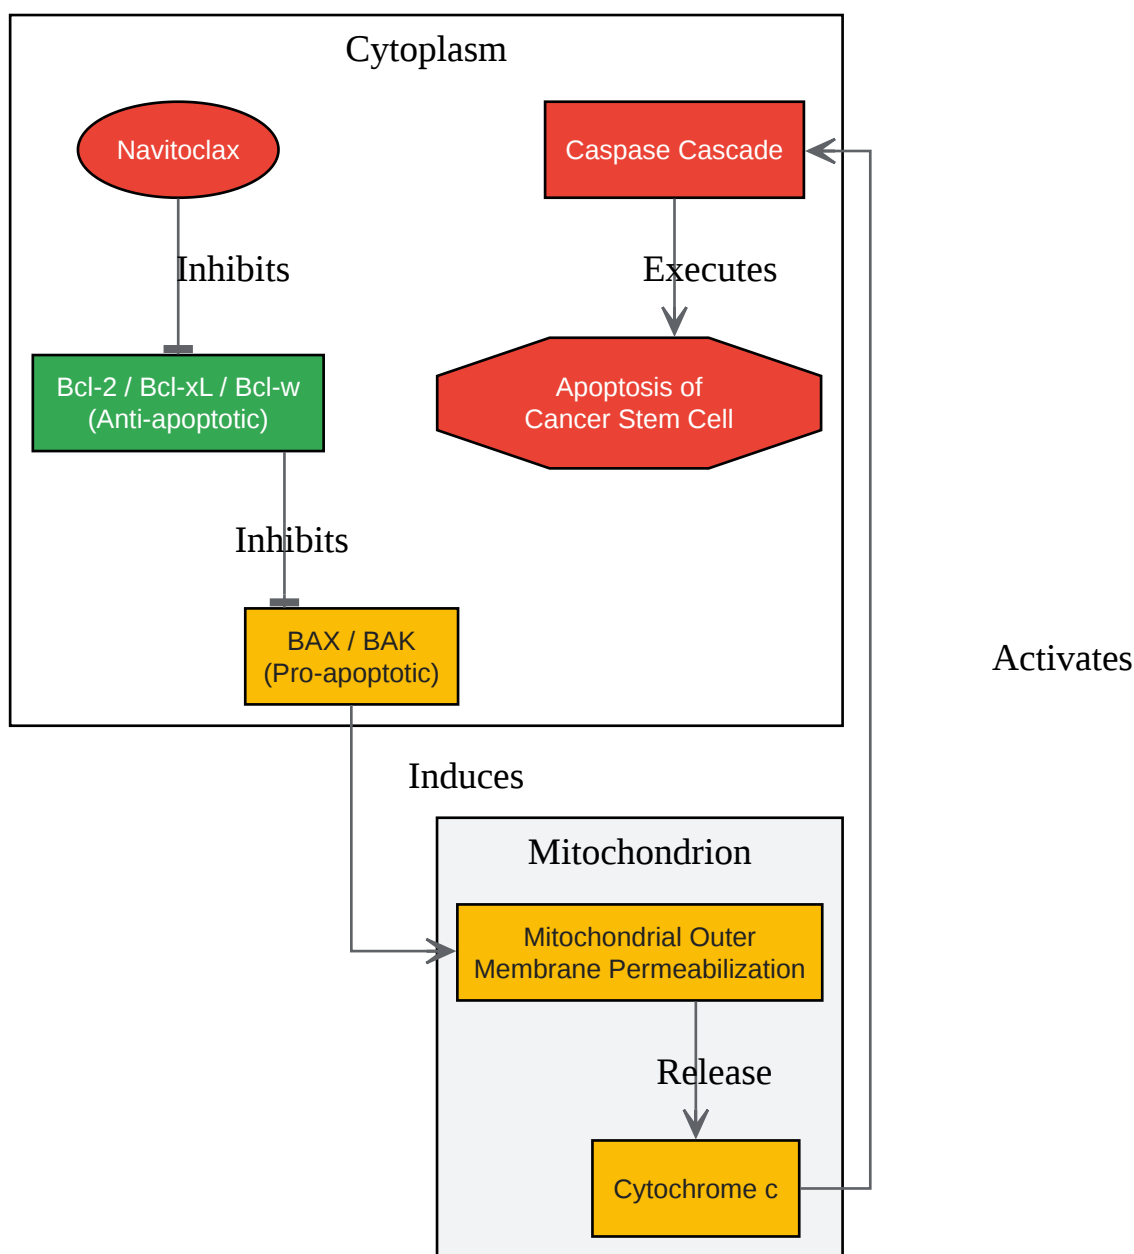 Cytoplasm
Navitoclax
Caspase Cascade
Inhibits
Executes
Bcl-2 / Bcl-xL / Bcl-w
(Anti-apoptotic)
Apoptosis of
Cancer Stem Cell
Inhibits
BAX / BAK
(Pro-apoptotic)
Activates
Induces
Mitochondrion
Mitochondrial Outer
Membrane Permeabilization
Release
Cytochrome c